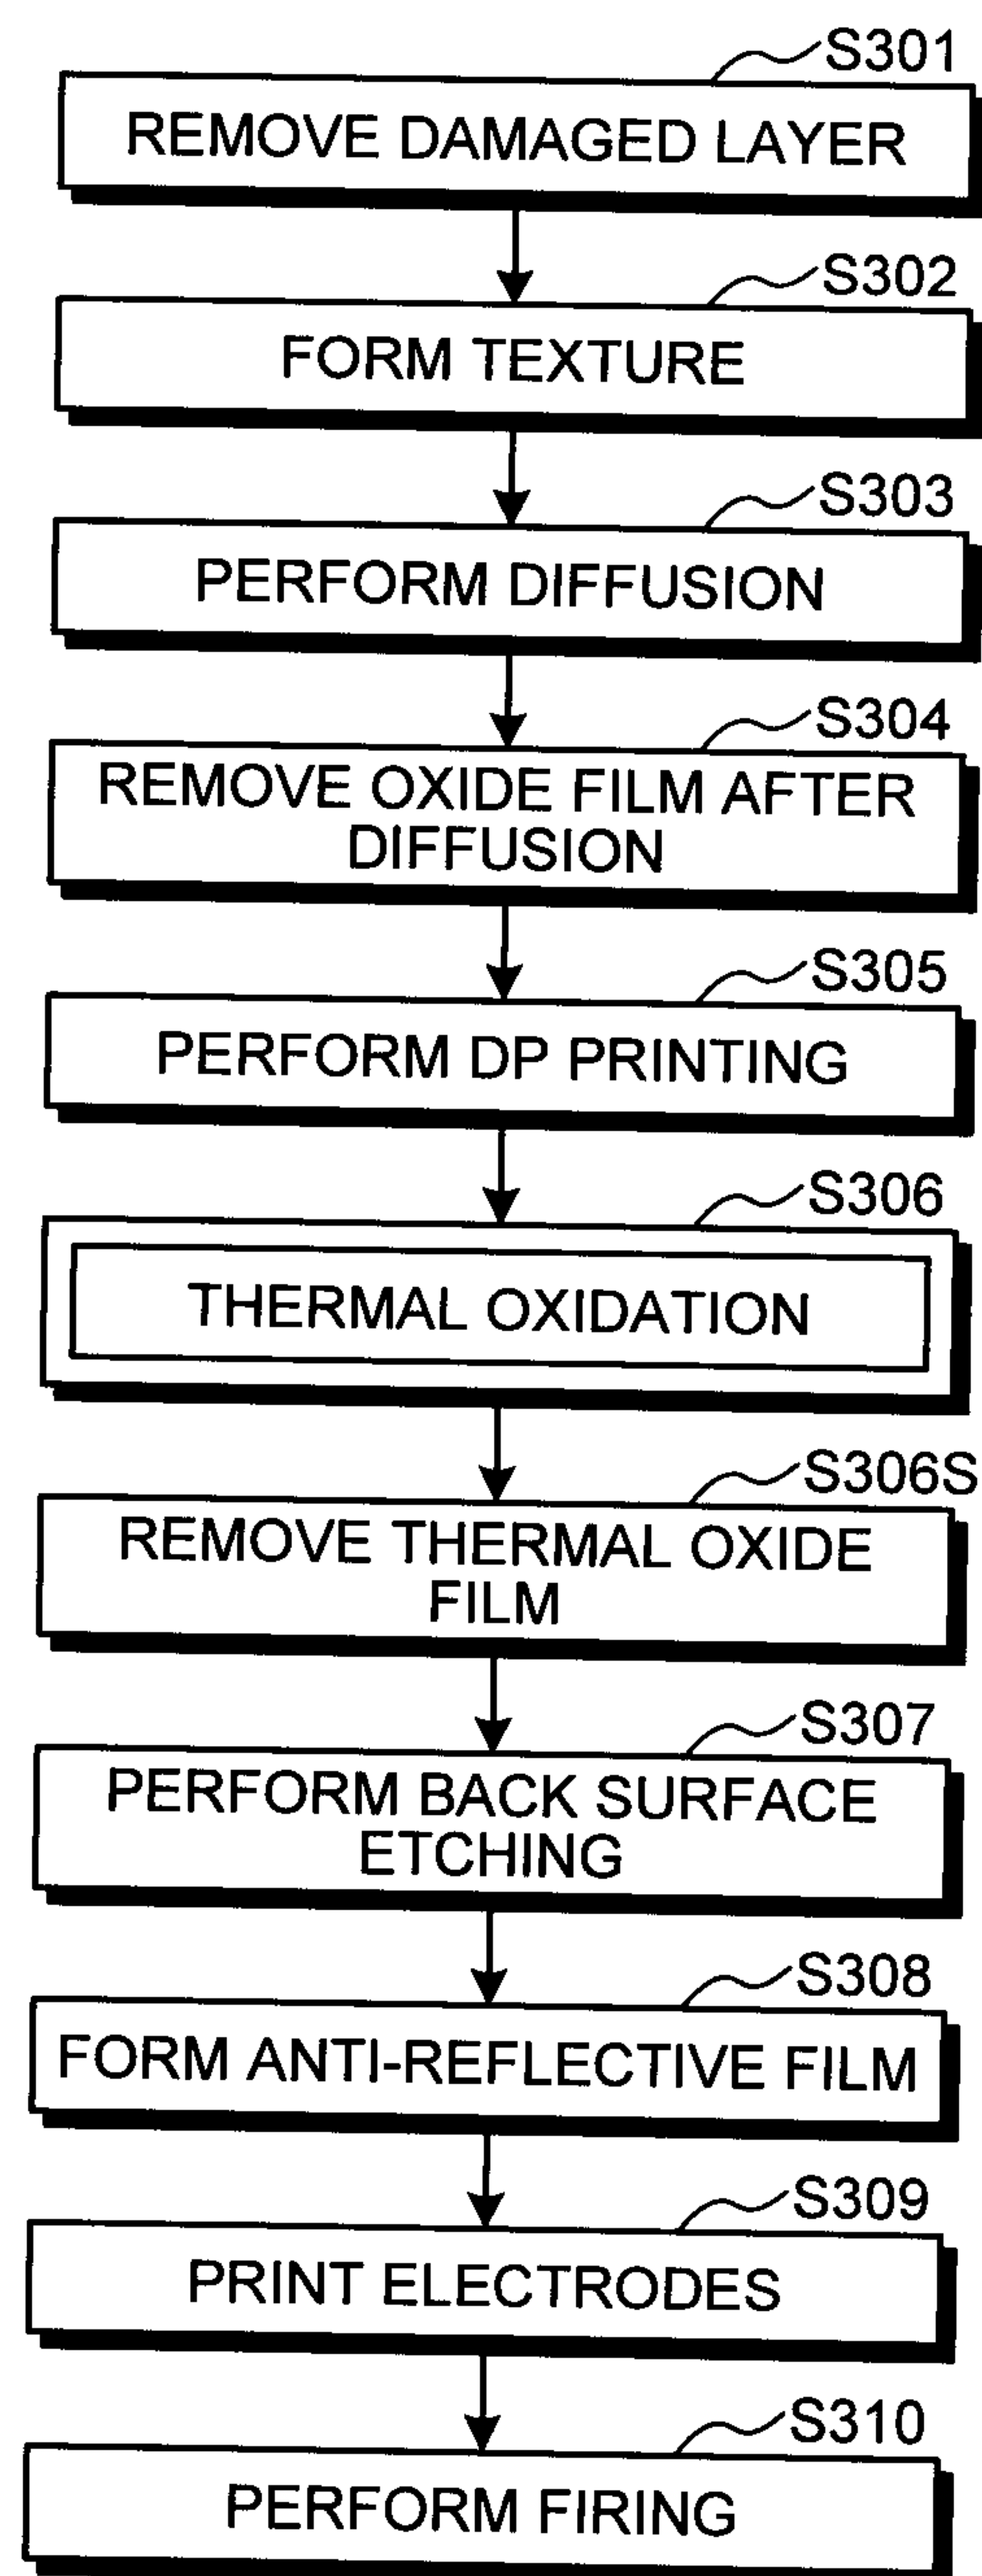 S301
REMOVE DAMAGED LAYER
S302
FORM TEXTURE
S303
PERFORM DIFFUSION
S304
REMOVE OXIDE FILM AFTER
DIFFUSION
S305
PERFORM DP PRINTING
S306
THERMAL OXIDATION
S306S
REMOVE THERMAL OXIDE
FILM
S307
PERFORM BACK SURFACE
ETCHING
S308
FORM ANTI-REFLECTIVE FILM
S309
PRINT ELECTRODES
S310
PERFORM FIRING